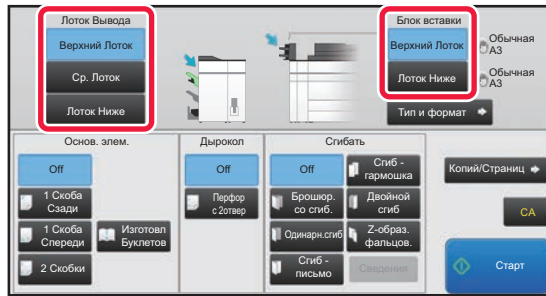 Лоток Вывода
Верхний Лоток
Ср. Лоток
Лоток Ниже
Блок вставки
Верхний Лоток
Обычная
A3
Лоток Ниже
Обычная
A3
Тип и формат
Основ. элем.
Off
1 Скоба
Сзади
1 Скоба
Спереди
Изготовл
Буклетов
2 Скобки
Дырокол
Off
Перфор
с 2отвер
Сгибать
Off
Сгиб -
гармошка
Брошюр.
со сгиб.
Двойной
сгиб
Одинарн.сгиб
Z-образ.
фальцов.
Сгиб -
письмо
Сведения
Копий/Страниц
CA
Старт